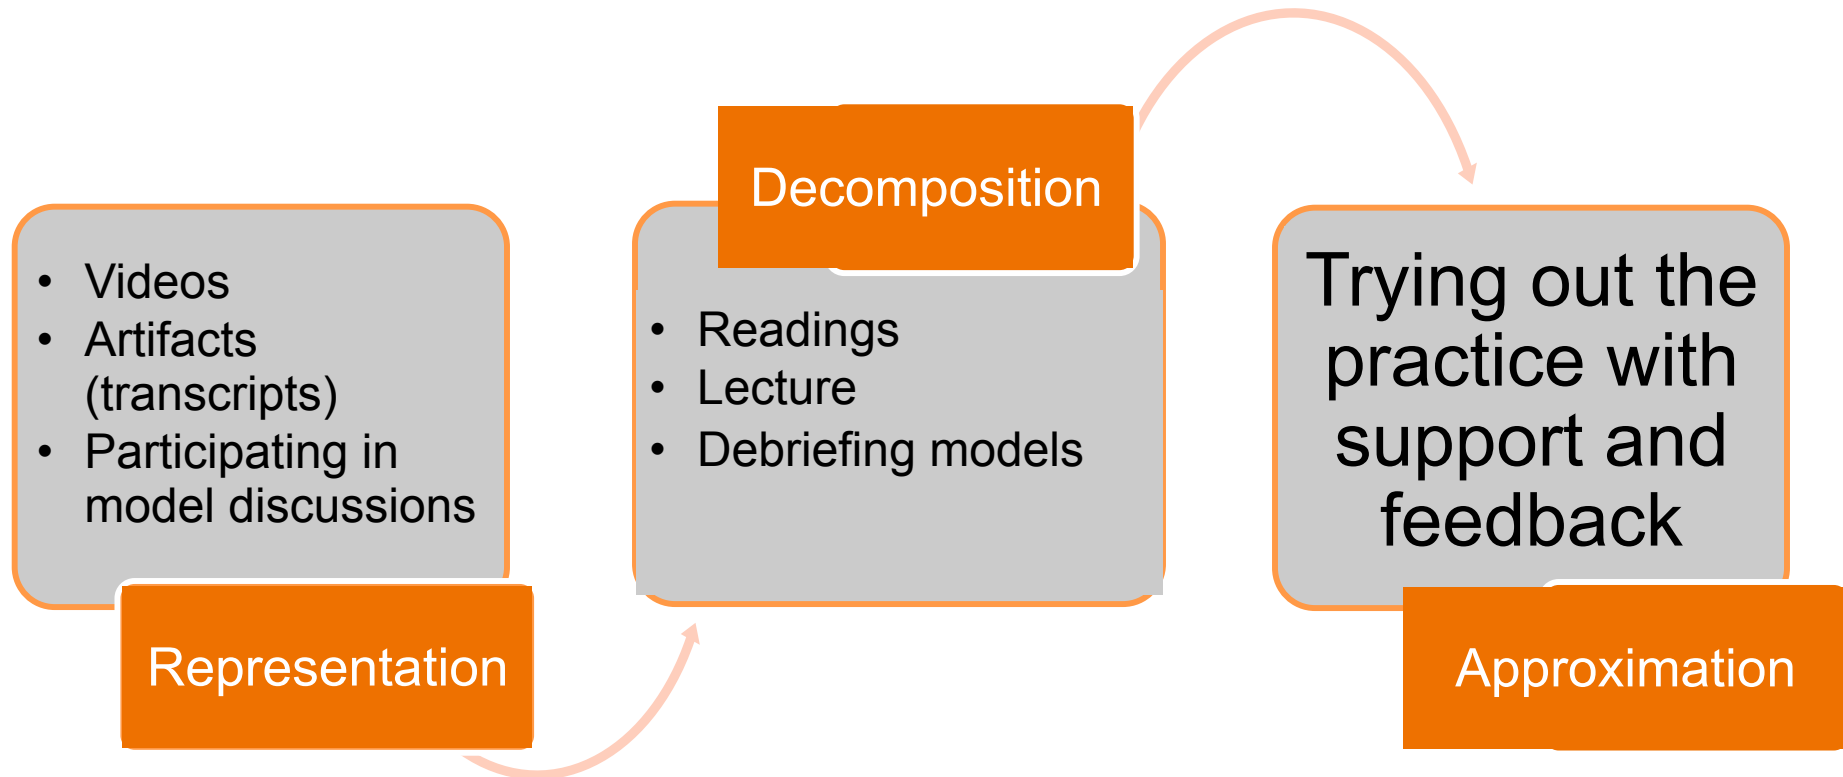 • Videos
• Artifacts
(transcripts)
• Participating in
model discussions
Representation
Decomposition
• Readings
• Lecture
• Debriefing models
Trying out the
practice with
support and
feedback
Approximation